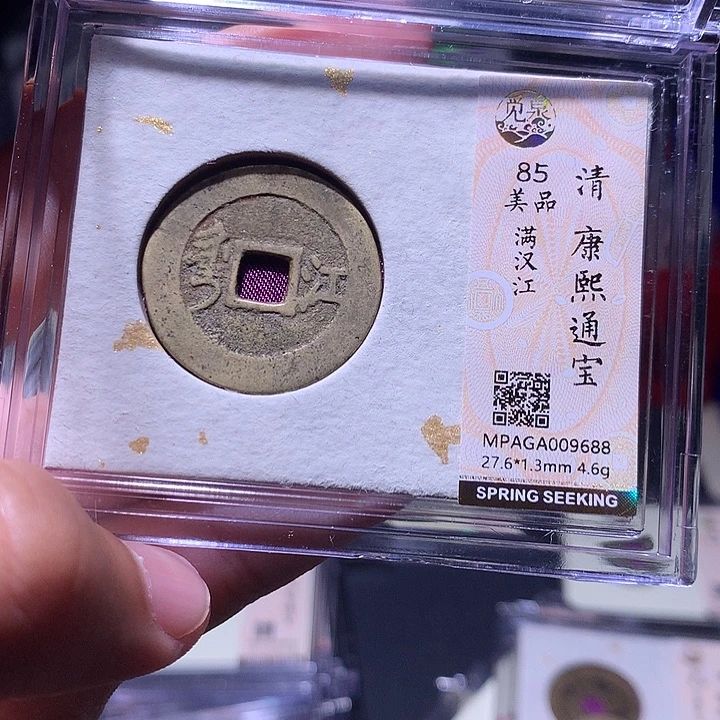 觅泉
85
美品
满汉江
清 康熙通宝
江
MPAGA009688
27.6*1.3mm 4.6g
SPRING SEEKING